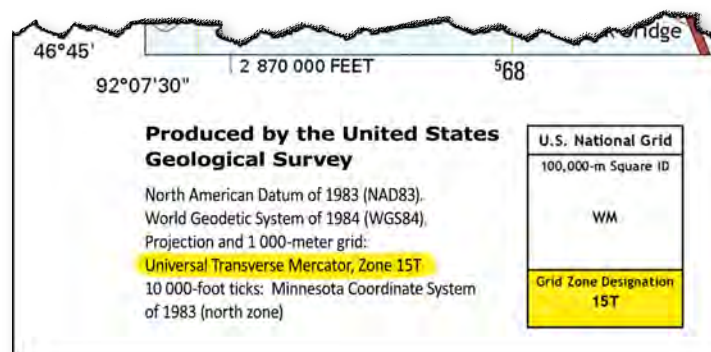 ridge
46°45'
2 870 000 FEET
⁵68
92°07'30"
Produced by the United States
Geological Survey
North American Datum of 1983 (NAD83).
World Geodetic System of 1984 (WGS84).
Projection and 1 000-meter grid:
Universal Transverse Mercator, Zone 15T
10 000-foot ticks: Minnesota Coordinate System
of 1983 (north zone)
U.S. National Grid
100,000-m Square ID
WM
Grid Zone Designation
15T